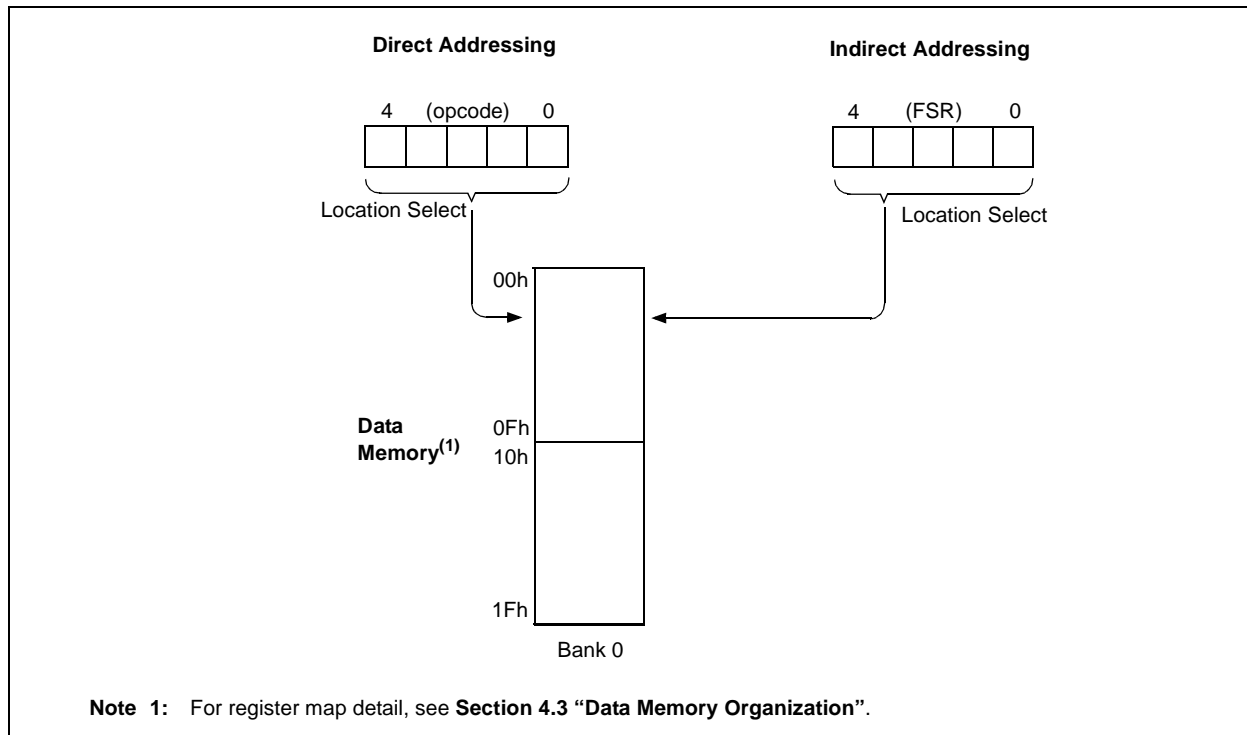 Direct Addressing
Indirect Addressing
4 (opcode) 0
4 (FSR) 0
Location Select
Location Select
00h
Data
Memory(1)
0Fh
10h
1Fh
Bank 0
Note 1: For register map detail, see Section 4.3 “Data Memory Organization”.